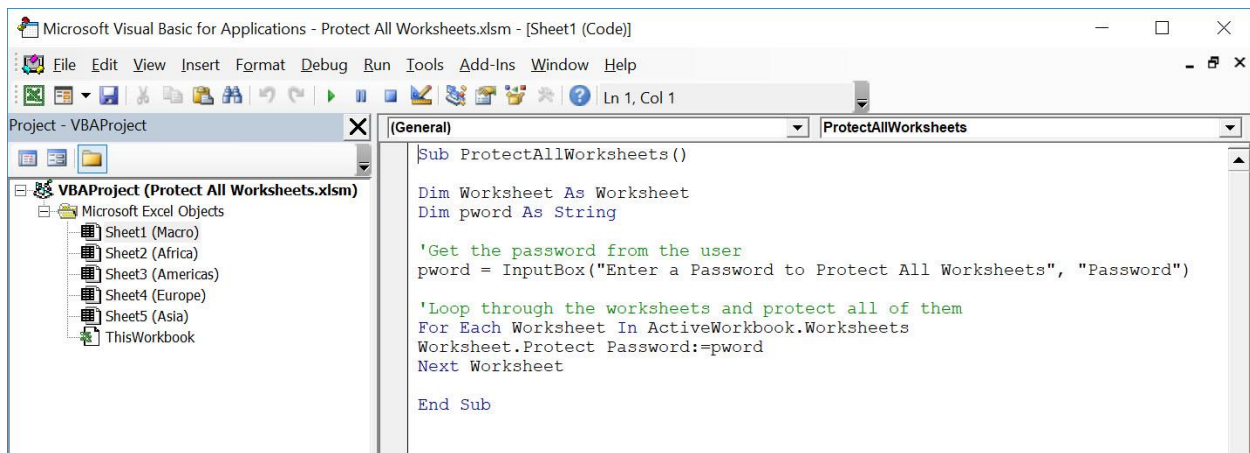 Microsoft Visual Basic for Applications - Protect All Worksheets.xlsm - [Sheet1 (Code)]
File Edit View Insert Format Debug Run Tools Add-Ins Window Help
Ln 1, Col 1
Project - VBAProject
(General)
ProtectAllWorksheets
VBAProject (Protect All Worksheets.xlsm)
Microsoft Excel Objects
Sheet1 (Macro)
Sheet2 (Africa)
Sheet3 (Americas)
Sheet4 (Europe)
Sheet5 (Asia)
ThisWorkbook
Sub ProtectAllWorksheets()
Dim Worksheet As Worksheet
Dim pword As String
'Get the password from the user
pword = InputBox("Enter a Password to Protect All Worksheets", "Password")
'Loop through the worksheets and protect all of them
For Each Worksheet In ActiveWorkbook.Worksheets
Worksheet.Protect Password:=pword
Next Worksheet
End Sub